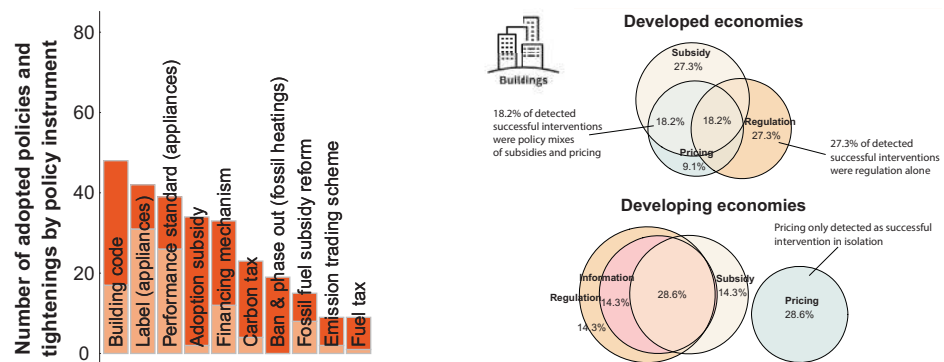 Number of adopted policies and
tightenings by policy instrument
80
60
40
20
0
Building code
Label (appliances)
Performance standard (appliances)
Adoption subsidy
Financing mechanism
Carbon tax
Ban & phase out (fossil heatings)
Fossil fuel subsidy reform
Emission trading scheme
Fuel tax
Buildings
Developed economies
Subsidy
27.3%
18.2% of detected
successful interventions
were policy mixes
of subsidies and pricing
18.2%
18.2%
Regulation
27.3%
Pricing
9.1%
27.3% of detected
successful interventions
were regulation alone
Developing economies
Pricing only detected as successful
intervention in isolation
Information
14.3%
Regulation
14.3%
28.6%
Subsidy
14.3%
Pricing
28.6%